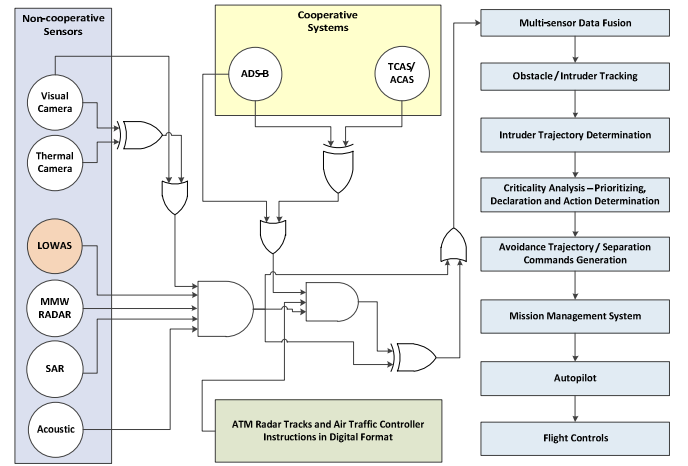 Non-cooperative
Sensors
Visual
Camera
Thermal
Camera
LOWAS
MMW
RADAR
SAR
Acoustic
Cooperative
Systems
ADS-B
TCAS/
ACAS
ATM Radar Tracks and Air Traffic Controller
Instructions in Digital Format
Multi-sensor Data Fusion
Obstacle / Intruder Tracking
Intruder Trajectory Determination
Criticality Analysis – Prioritizing,
Declaration and Action Determination
Avoidance Trajectory / Separation
Commands Generation
Mission Management System
Autopilot
Flight Controls